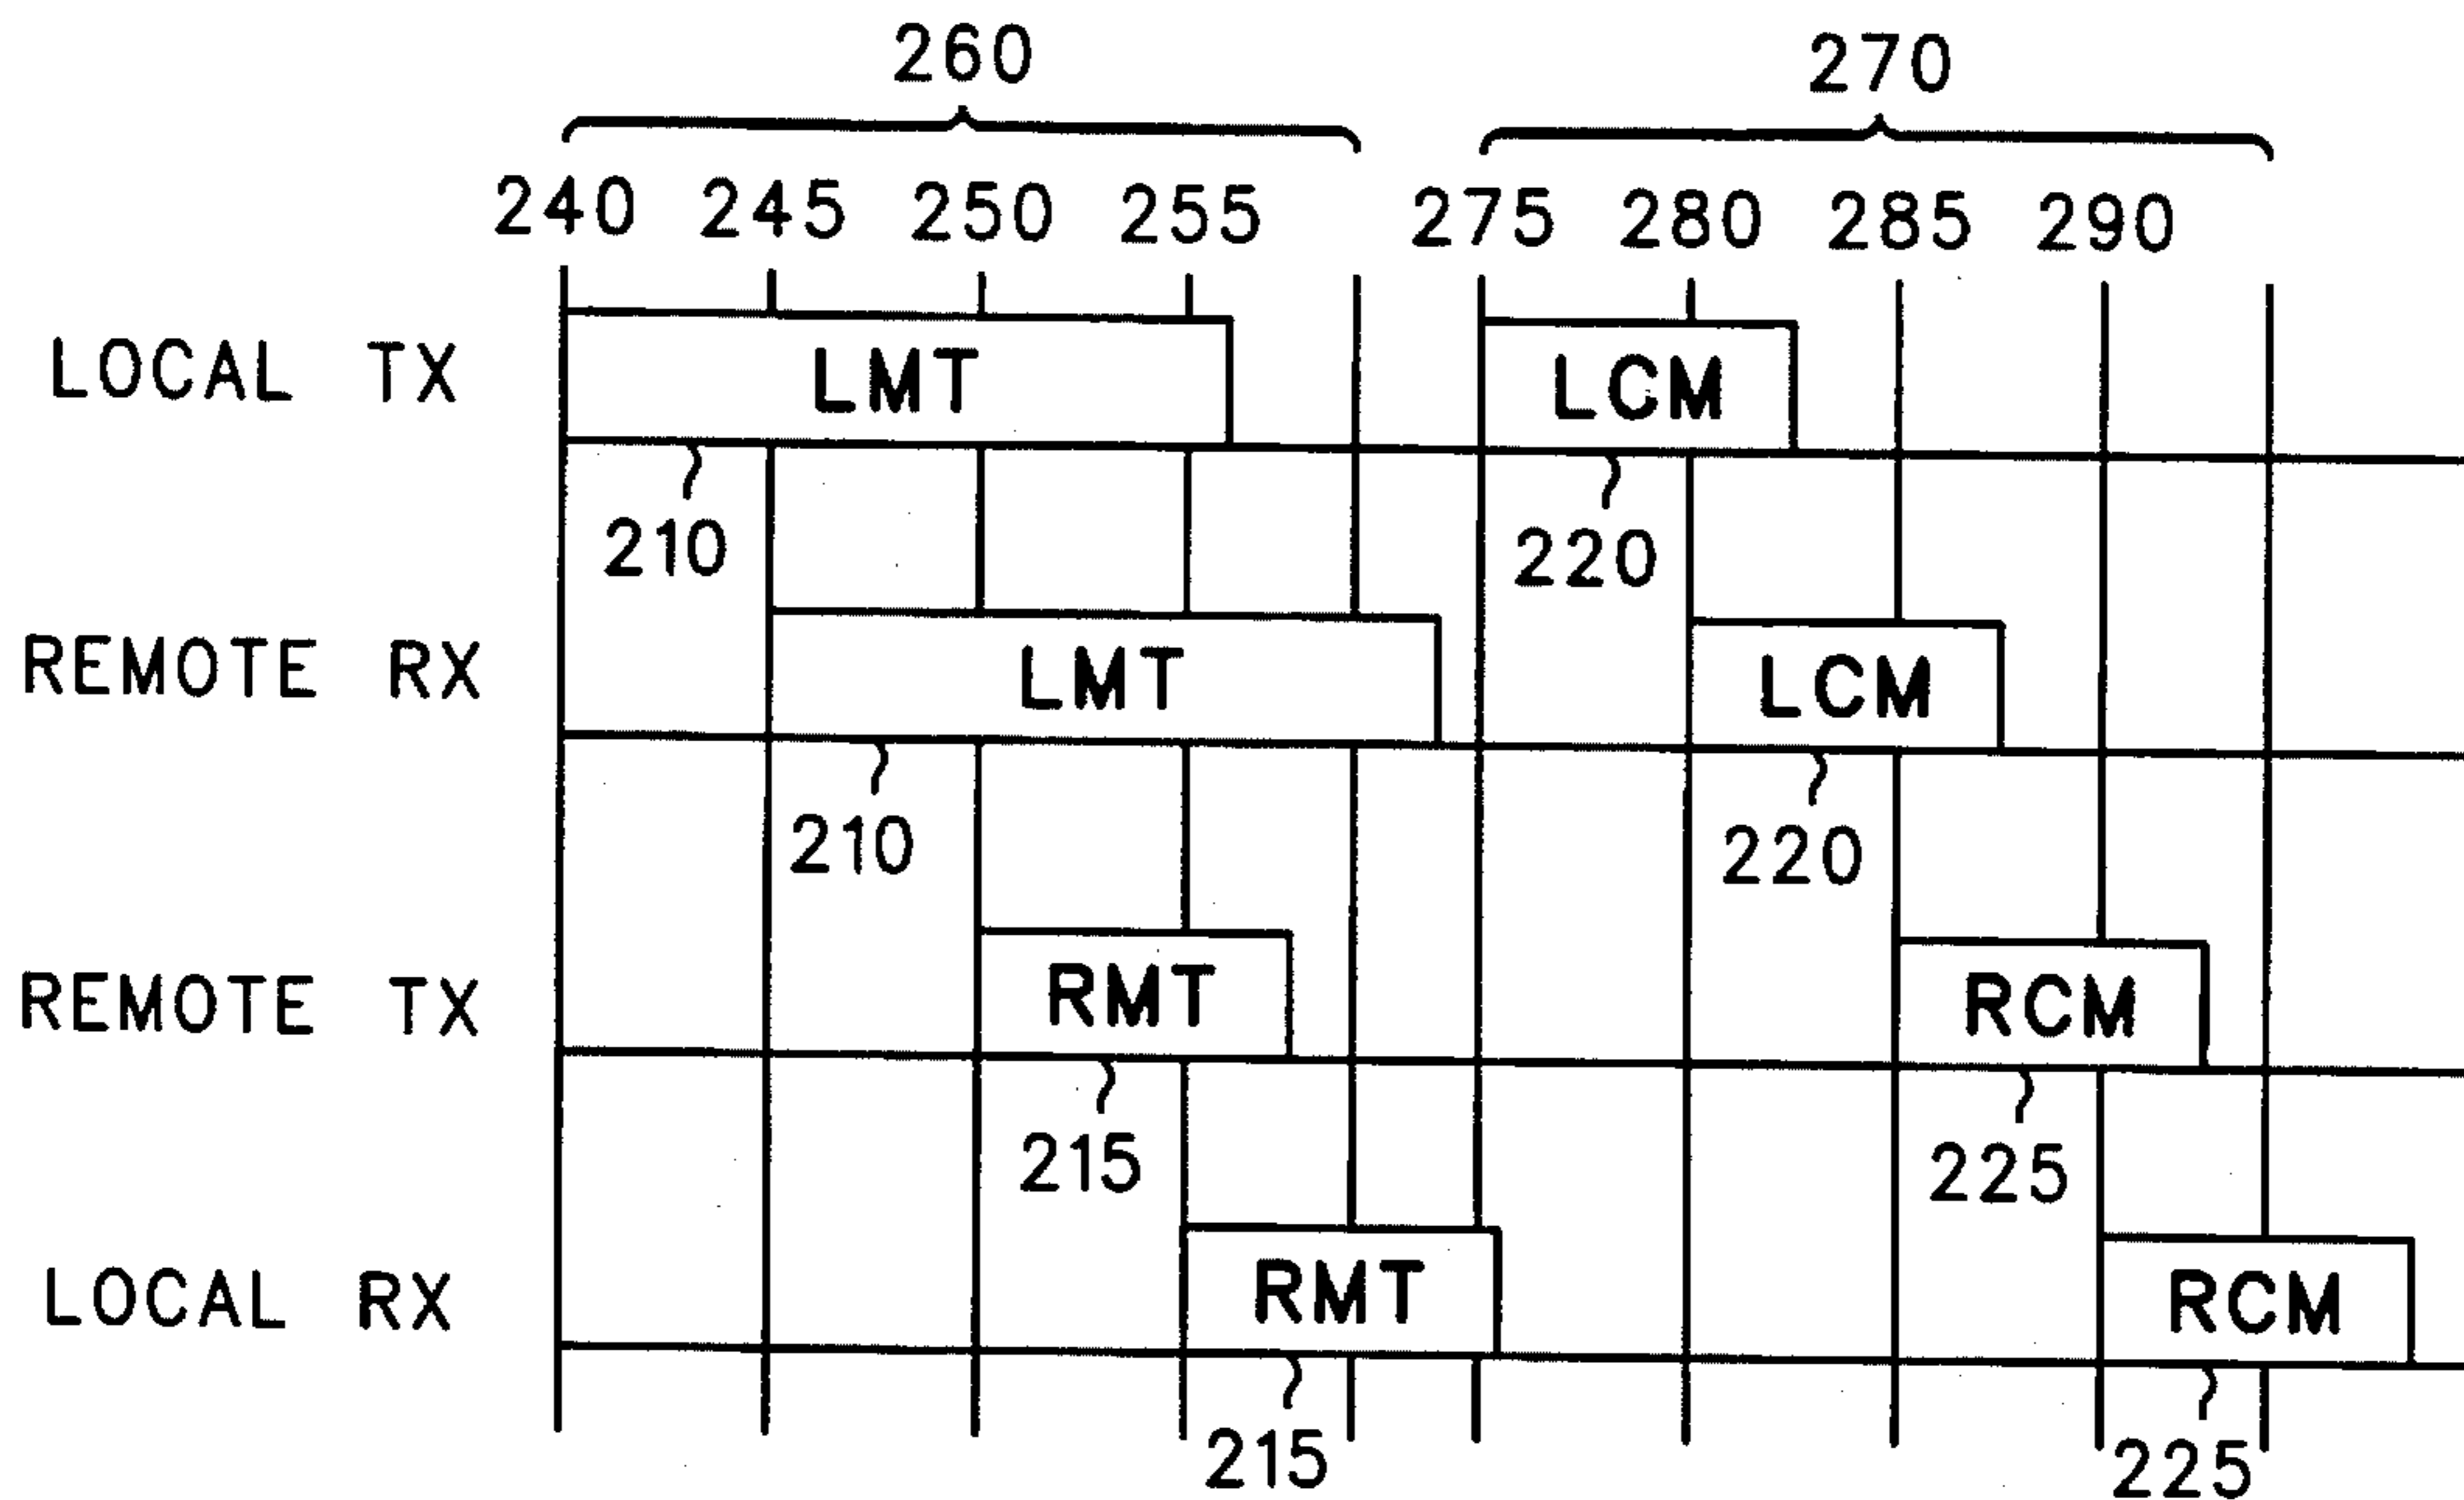 260 270
240 245 250 255 275 280 285 290
LOCAL TX LMT LCM
210 220
REMOTE RX LMT LCM
210 220
REMOTE TX RMT RCM
215 225
LOCAL RX RMT RCM
215 225